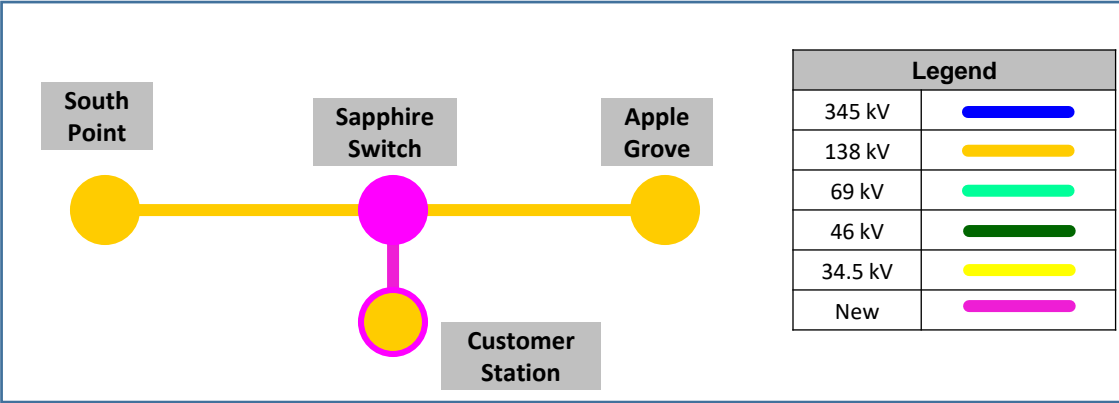 South
Point
Sapphire
Switch
Apple
Grove
Customer
Station
Legend
345 kV
138 kV
69 kV
46 kV
34.5 kV
New